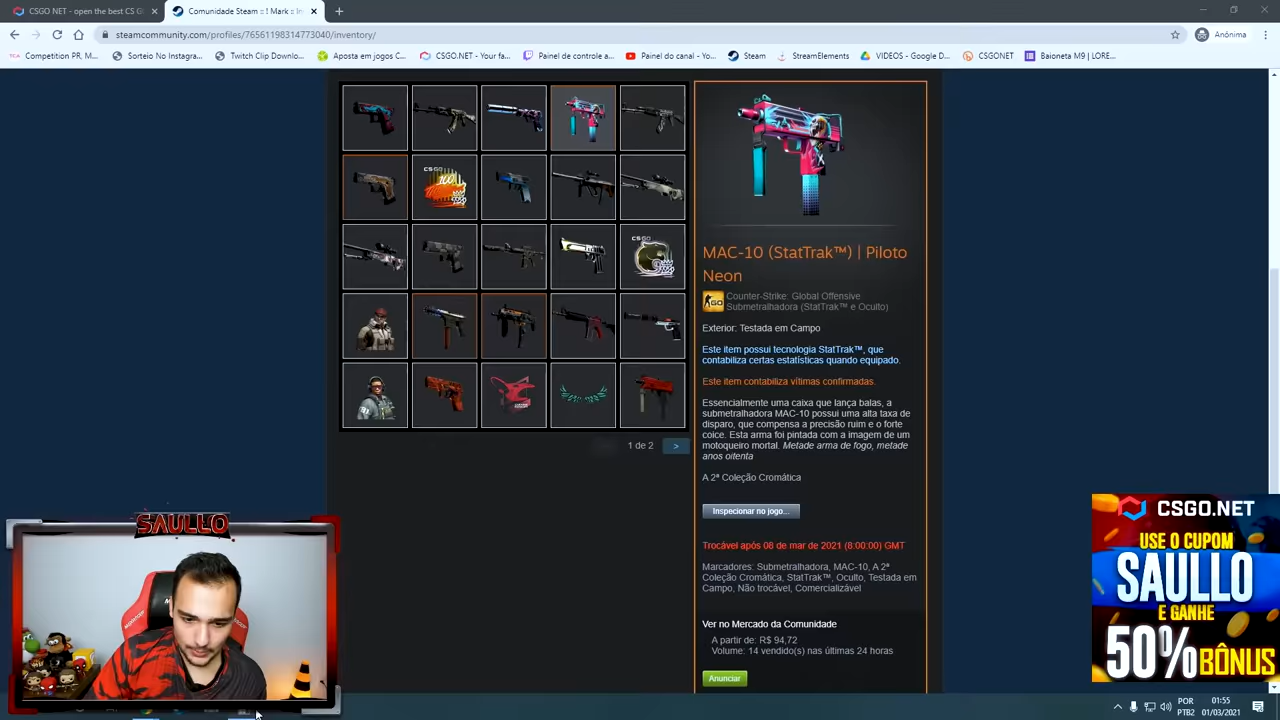 CSGO.NET - open the best CS G
Comunidade Steam :: ! Mark :: In
steamcommunity.com/profiles/76561198314773040/inventory/
Anônima
Competition PR, M...
Sorteio No Instagra...
Twitch Clip Downlo...
Aposta em jogos C...
CSGO.NET - Your fa...
Painel de controle a...
Painel do canal - Yo...
Steam
StreamElements
VIDEOS - Google D...
CSGONET
Baioneta M9 | LORE...
MAC-10 (StatTrak™) | Piloto
Neon
Counter-Strike: Global Offensive
Submetralhadora (StatTrak™ e Oculto)
Exterior: Testada em Campo
Este item possui tecnologia StatTrak™, que
contabiliza certas estatísticas quando equipado.
Este item contabiliza vítimas confirmadas.
Essencialmente uma caixa que lança balas, a
submetralhadora MAC-10 possui uma alta taxa de
disparo, que compensa a precisão ruim e o forte
coice. Esta arma foi pintada com a imagem de um
motoqueiro mortal. Metade arma de fogo, metade
anos oitenta
A 2ª Coleção Cromática
1 de 2
>
Inspecionar no jogo...
Trocável após 08 de mar de 2021 (8:00:00) GMT
Marcadores: Submetralhadora, MAC-10, A 2ª
Coleção Cromática, StatTrak™, Oculto, Testada em
Campo, Não trocável, Comercializável
Ver no Mercado da Comunidade
A partir de: R$ 94,72
Volume: 14 vendido(s) nas últimas 24 horas
Anunciar
SAULLO
CSGO.NET
USE O CUPOM
SAULLO
E GANHE
50% BÔNUS
POR
PTB2
01:55
01/03/2021